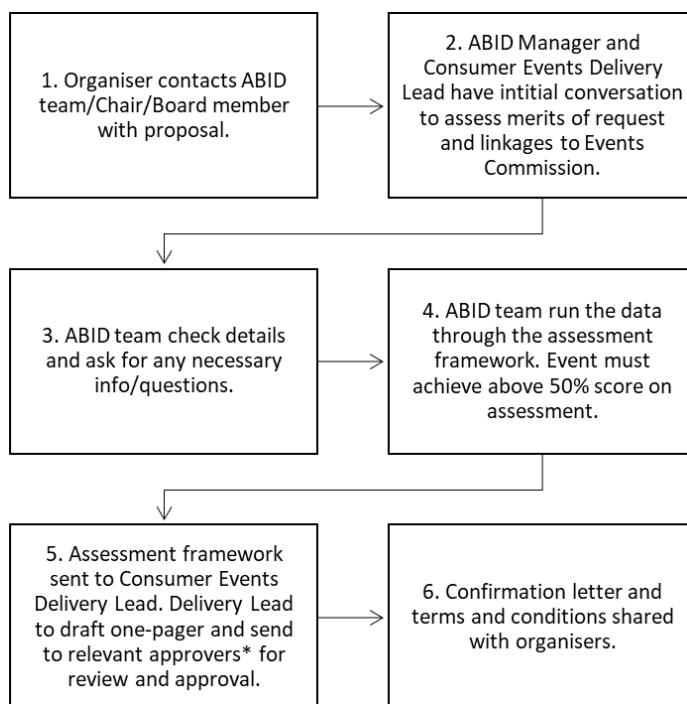 1. Organiser contacts ABID
team/Chair/Board member
with proposal.
2. ABID Manager and
Consumer Events Delivery
Lead have intitial conversation
to assess merits of request
and linkages to Events
Commission.
3. ABID team check details
and ask for any necessary
info/questions.
4. ABID team run the data
through the assessment
framework. Event must
achieve above 50% score on
assessment.
5. Assessment framework
sent to Consumer Events
Delivery Lead. Delivery Lead
to draft one-pager and send
to relevant approvers* for
review and approval.
6. Confirmation letter and
terms and conditions shared
with organisers.